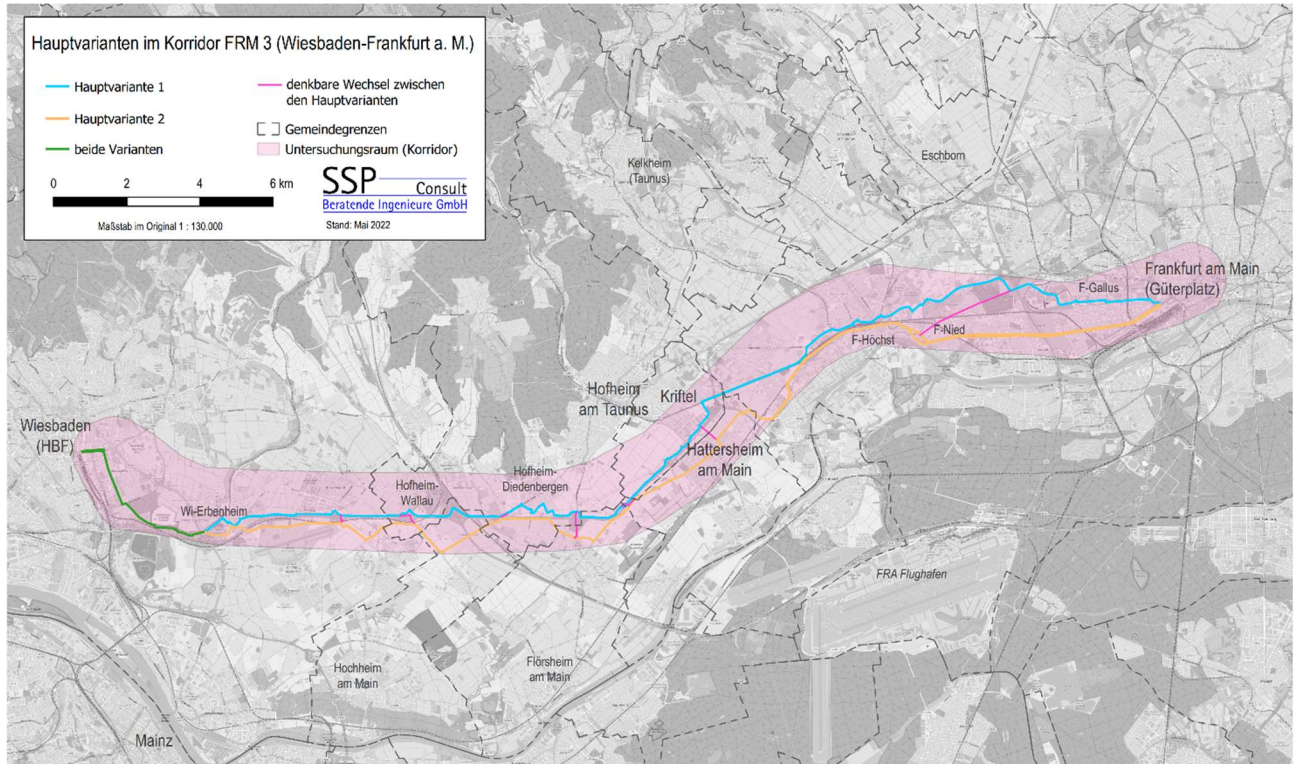 Hauptvarianten im Korridor FRM 3 (Wiesbaden-Frankfurt a. M.)
Hauptvariante 1
Hauptvariante 2
beide Varianten
denkbare Wechsel zwischen
den Hauptvarianten
Gemeindegrenzen
Untersuchungsraum (Korridor)
0 2 4 6 km
Maßstab im Original 1 : 130.000
SSP Consult
Beratende Ingenieure GmbH
Stand: Mai 2022
Kelkheim
(Taunus)
Eschborn
Frankfurt am Main
(Güterplatz)
F-Gallus
F-Nied
F-Höchst
Hofheim
am Taunus
Kriftel
Hattersheim
am Main
Wiesbaden
(HBF)
Wi-Erbenheim
Hofheim-
Wallau
Hofheim-
Diedenbergen
FRA Flughafen
Hochheim
am Main
Flörsheim
am Main
Mainz